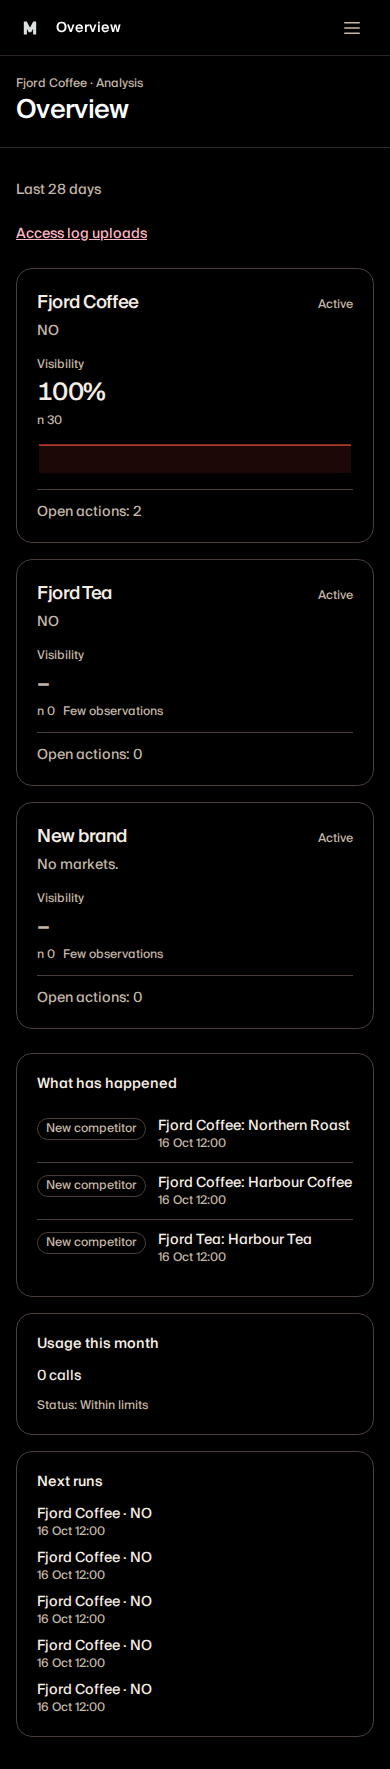 M Overview
Fjord Coffee · Analysis
Overview
Last 28 days
Access log uploads
Fjord Coffee Active
NO
Visibility
100%
n 30
Open actions: 2
Fjord Tea Active
NO
Visibility
–
n 0 Few observations
Open actions: 0
New brand Active
No markets.
Visibility
–
n 0 Few observations
Open actions: 0
What has happened
New competitor Fjord Coffee: Northern Roast
16 Oct 12:00
New competitor Fjord Coffee: Harbour Coffee
16 Oct 12:00
New competitor Fjord Tea: Harbour Tea
16 Oct 12:00
Usage this month
0 calls
Status: Within limits
Next runs
Fjord Coffee · NO
16 Oct 12:00
Fjord Coffee · NO
16 Oct 12:00
Fjord Coffee · NO
16 Oct 12:00
Fjord Coffee · NO
16 Oct 12:00
Fjord Coffee · NO
16 Oct 12:00